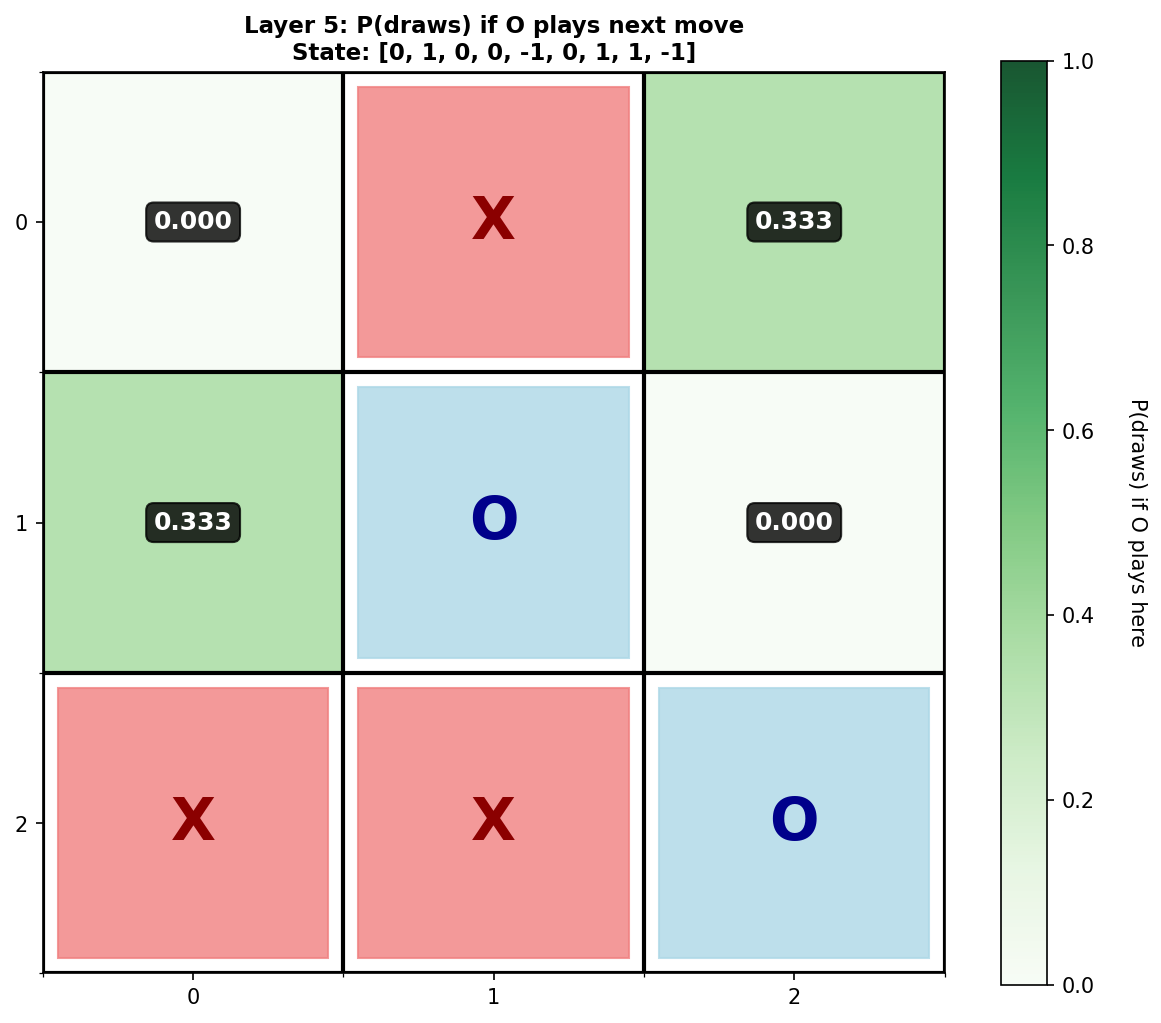 Layer 5: P(draws) if O plays next move
State: [0, 1, 0, 0, -1, 0, 1, 1, -1]
0
0.000
X
0.333
1
0.333
O
0.000
2
X
X
O
0
1
2
1.0
0.8
0.6
0.4
0.2
0.0
P(draws) if O plays here